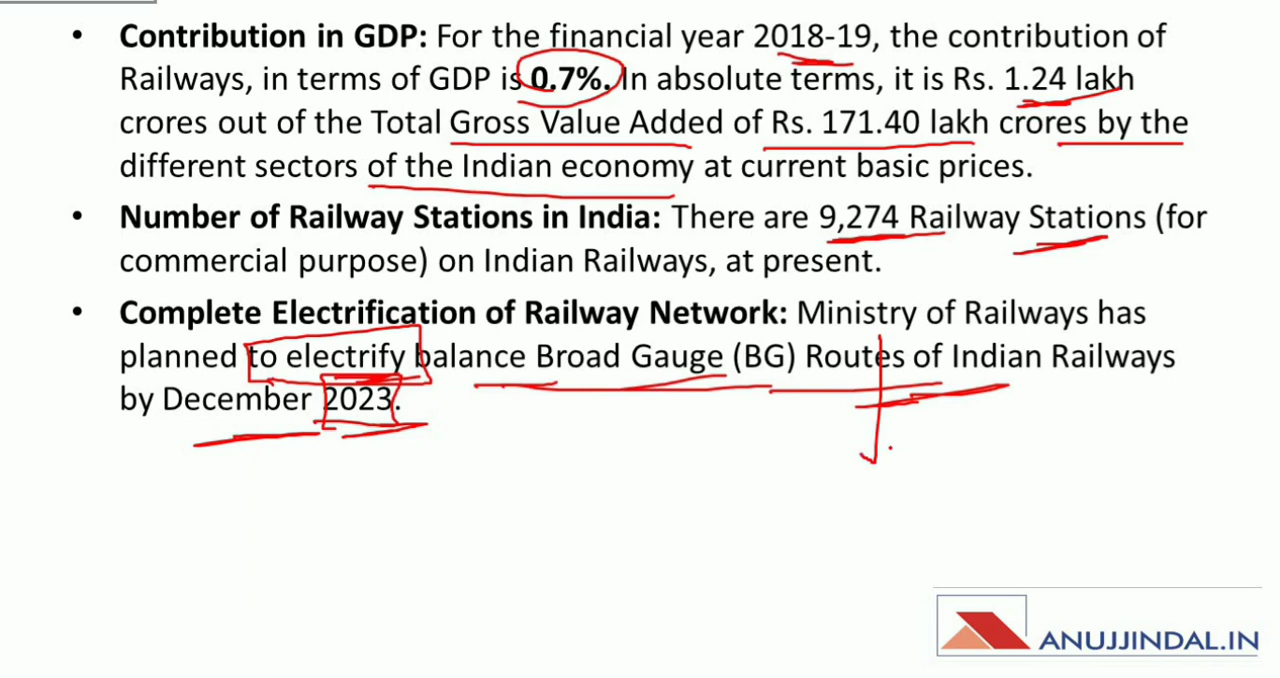 • Contribution in GDP: For the financial year 2018-19, the contribution of
Railways, in terms of GDP is 0.7%. In absolute terms, it is Rs. 1.24 lakh
crores out of the Total Gross Value Added of Rs. 171.40 lakh crores by the
different sectors of the Indian economy at current basic prices.
• Number of Railway Stations in India: There are 9,274 Railway Stations (for
commercial purpose) on Indian Railways, at present.
• Complete Electrification of Railway Network: Ministry of Railways has
planned to electrify balance Broad Gauge (BG) Routes of Indian Railways
by December 2023.
ANUJJINDAL.IN